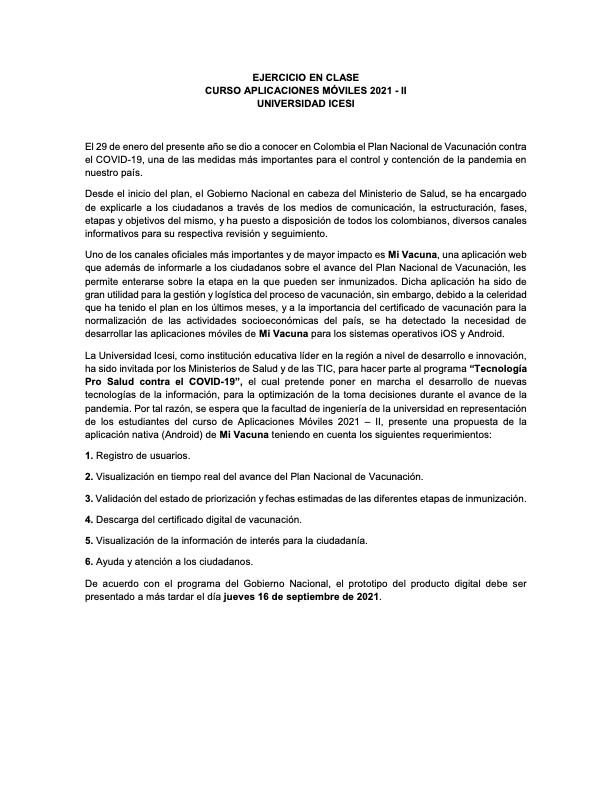 EJERCICIO EN CLASE
CURSO APLICACIONES MÓVILES 2021 - II
UNIVERSIDAD ICESI
El 29 de enero del presente año se dio a conocer en Colombia el Plan Nacional de Vacunación contra
el COVID-19, una de las medidas más importantes para el control y contención de la pandemia en
nuestro país.
Desde el inicio del plan, el Gobierno Nacional en cabeza del Ministerio de Salud, se ha encargado
de explicarle a los ciudadanos a través de los medios de comunicación, la estructuración, fases,
etapas y objetivos del mismo, y ha puesto a disposición de todos los colombianos, diversos canales
informativos para su respectiva revisión y seguimiento.
Uno de los canales oficiales más importantes y de mayor impacto es Mi Vacuna, una aplicación web
que además de informarle a los ciudadanos sobre el avance del Plan Nacional de Vacunación, les
permite enterarse sobre la etapa en la que pueden ser inmunizados. Dicha aplicación ha sido de
gran utilidad para la gestión y logística del proceso de vacunación, sin embargo, debido a la celeridad
que ha tenido el plan en los últimos meses, y a la importancia del certificado de vacunación para la
normalización de las actividades socioeconómicas del país, se ha detectado la necesidad de
desarrollar las aplicaciones móviles de Mi Vacuna para los sistemas operativos iOS y Android.
La Universidad Icesi, como institución educativa líder en la región a nivel de desarrollo e innovación,
ha sido invitada por los Ministerios de Salud y de las TIC, para hacer parte al programa “Tecnología
Pro Salud contra el COVID-19”, el cual pretende poner en marcha el desarrollo de nuevas
tecnologías de la información, para la optimización de la toma decisiones durante el avance de la
pandemia. Por tal razón, se espera que la facultad de ingeniería de la universidad en representación
de los estudiantes del curso de Aplicaciones Móviles 2021 – II, presente una propuesta de la
aplicación nativa (Android) de Mi Vacuna teniendo en cuenta los siguientes requerimientos:
1. Registro de usuarios.
2. Visualización en tiempo real del avance del Plan Nacional de Vacunación.
3. Validación del estado de priorización y fechas estimadas de las diferentes etapas de inmunización.
4. Descarga del certificado digital de vacunación.
5. Visualización de la información de interés para la ciudadanía.
6. Ayuda y atención a los ciudadanos.
De acuerdo con el programa del Gobierno Nacional, el prototipo del producto digital debe ser
presentado a más tardar el día jueves 16 de septiembre de 2021.